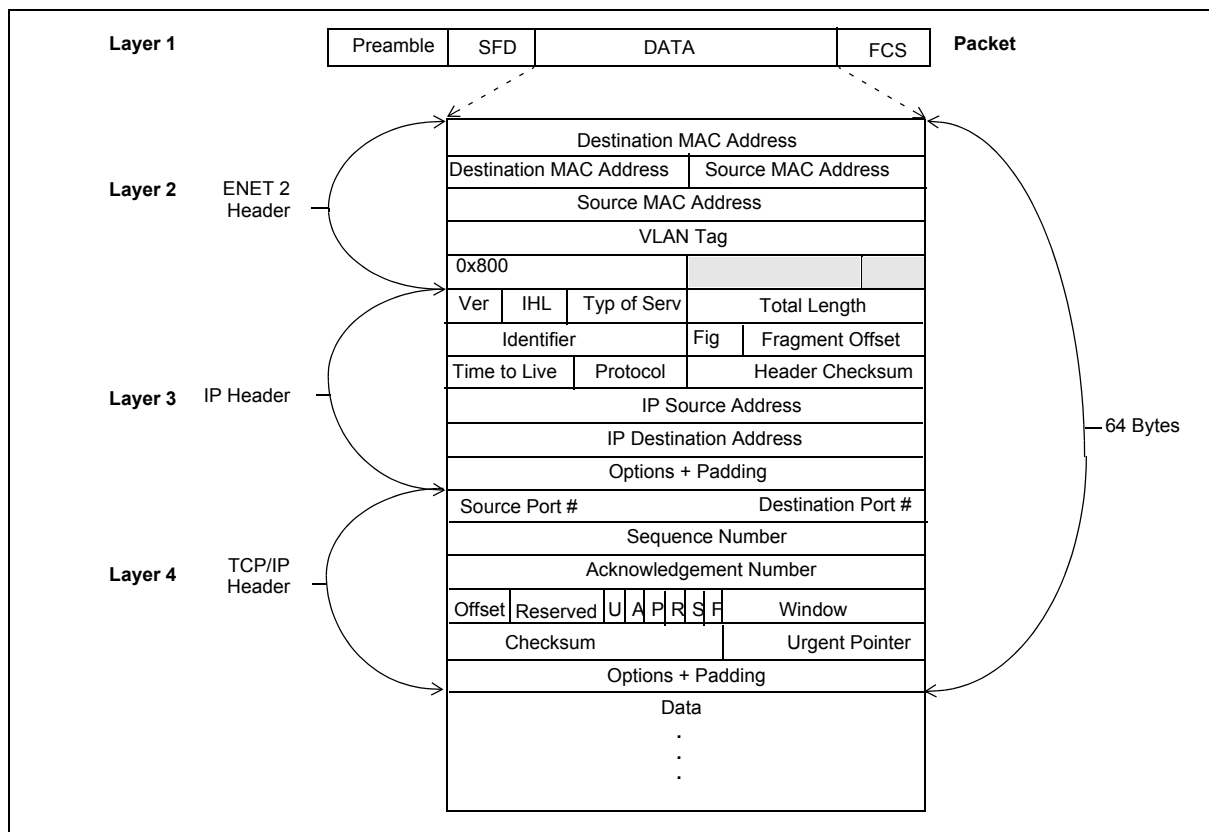 Layer 1 Preamble SFD DATA FCS Packet
Destination MAC Address
Destination MAC Address Source MAC Address
Layer 2 ENET 2 Header
Source MAC Address
VLAN Tag
0x800
Ver IHL Typ of Serv Total Length
Identifier Fig Fragment Offset
Time to Live Protocol Header Checksum
Layer 3 IP Header
IP Source Address
64 Bytes
IP Destination Address
Options + Padding
Source Port # Destination Port #
Sequence Number
Layer 4 TCP/IP Header
Acknowledgement Number
Offset Reserved U A P R S F Window
Checksum Urgent Pointer
Options + Padding
Data
.
.
.